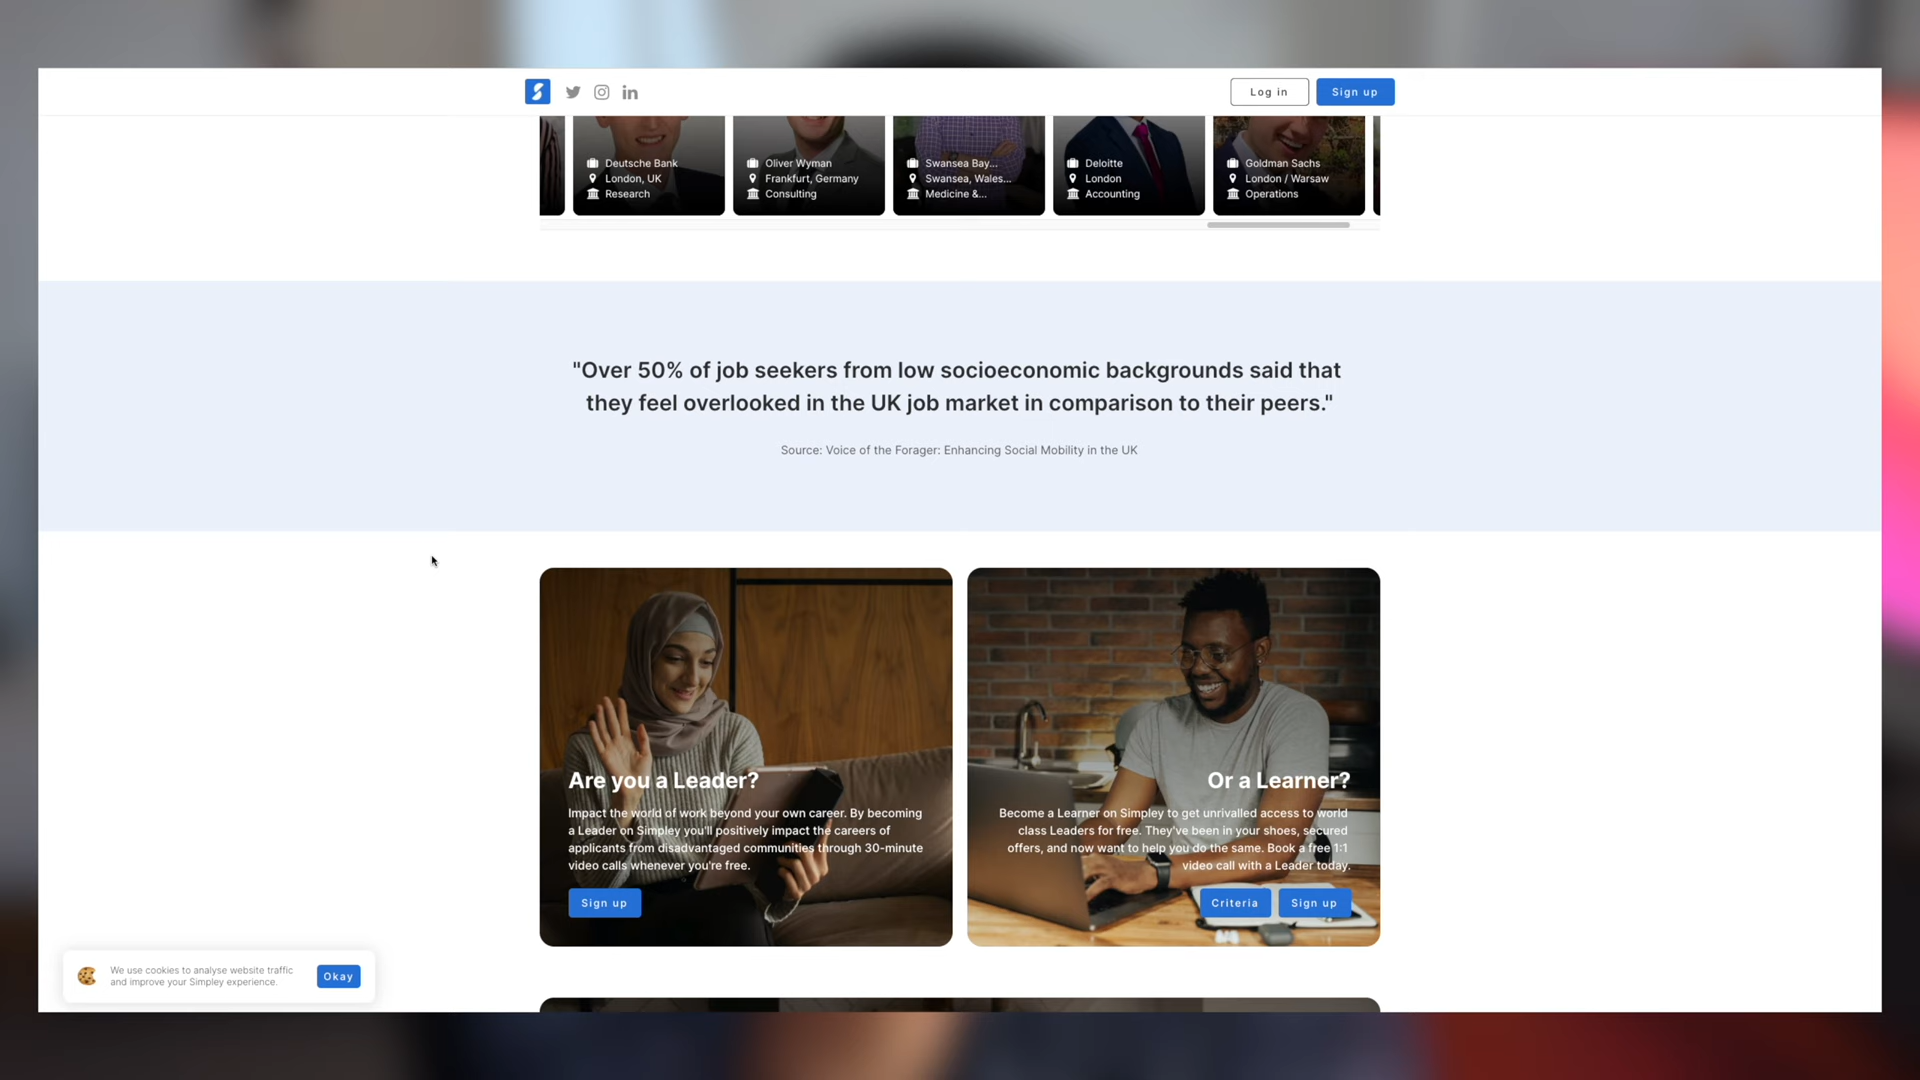 Log in
Sign up
Deutsche Bank
London, UK
Research
Oliver Wyman
Frankfurt, Germany
Consulting
Swansea Bay...
Swansea, Wales...
Medicine &...
Deloitte
London
Accounting
Goldman Sachs
London / Warsaw
Operations
"Over 50% of job seekers from low socioeconomic backgrounds said that
they feel overlooked in the UK job market in comparison to their peers."
Source: Voice of the Forager: Enhancing Social Mobility in the UK
Are you a Leader?
Impact the world of work beyond your own career. By becoming
a Leader on Simpley you'll positively impact the careers of
applicants from disadvantaged communities through 30-minute
video calls whenever you're free.
Sign up
Or a Learner?
Become a Learner on Simpley to get unrivalled access to world
class Leaders for free. They've been in your shoes, secured
offers, and now want to help you do the same. Book a free 1:1
video call with a Leader today.
Criteria
Sign up
We use cookies to analyse website traffic
and improve your Simpley experience.
Okay